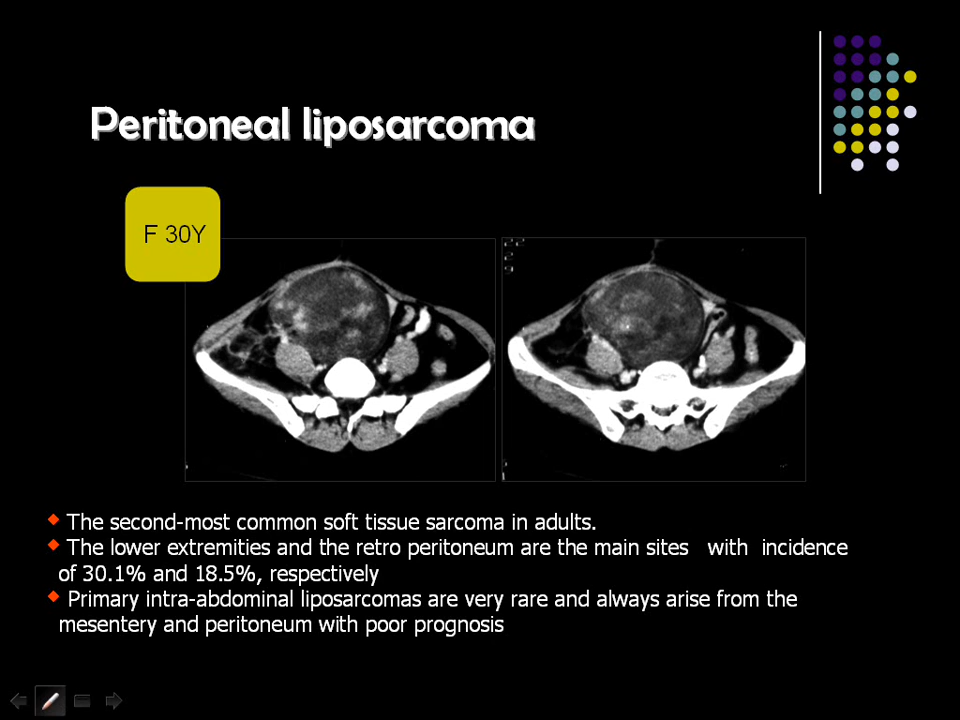 Peritoneal liposarcoma
F 30Y
The second-most common soft tissue sarcoma in adults.
The lower extremities and the retro peritoneum are the main sites with incidence
of 30.1% and 18.5%, respectively
Primary intra-abdominal liposarcomas are very rare and always arise from the
mesentery and peritoneum with poor prognosis